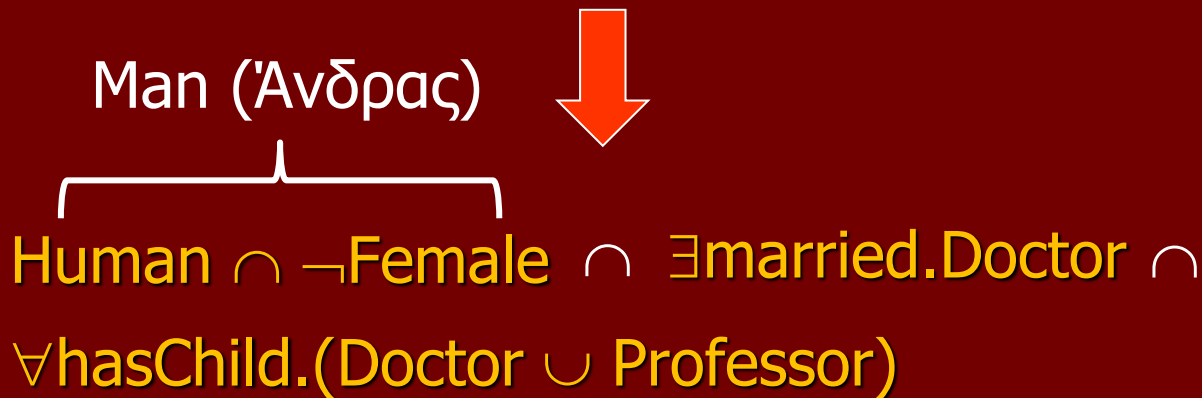 Man (Άνδρας)
Human ∩ ¬Female ∩ ∃married.Doctor ∩
∀hasChild.(Doctor ∪ Professor)